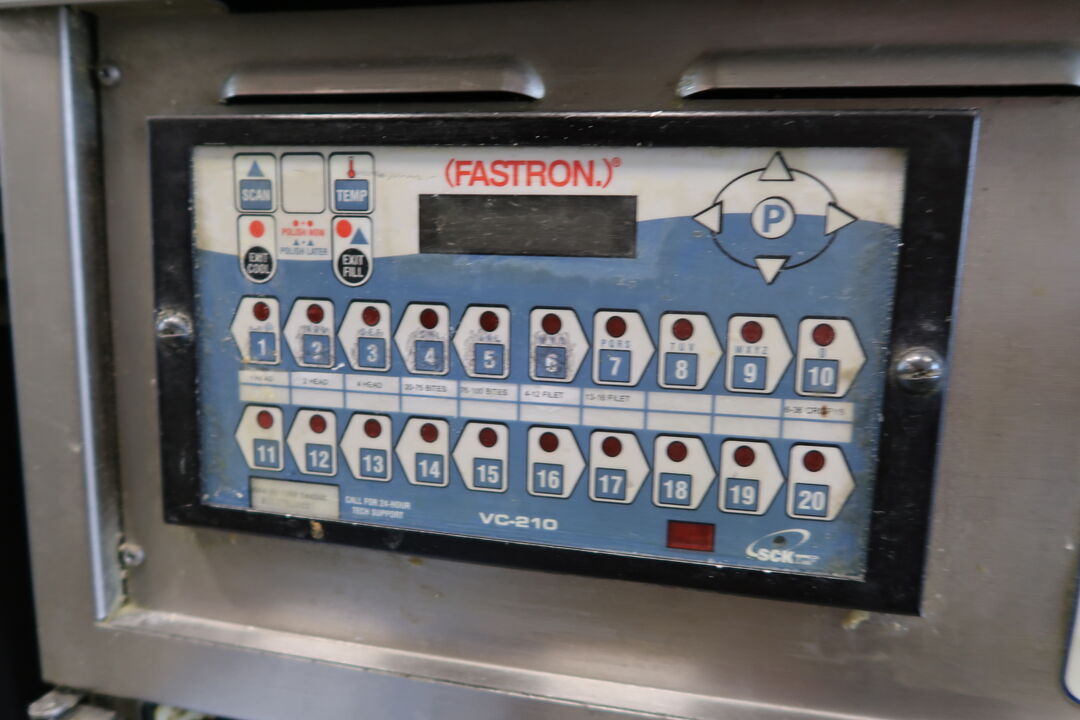 (FASTRON.)®
SCAN
TEMP
P
POLISH NOW
POLISH LATER
EXIT COOL
EXIT FILL
1 2 3 4 5 6 7 8 9 10
PQRS TUV WXYZ
2 HEAD 4 HEAD 20-75 BITES 76-100 BITES 4-12 FILET 13-16 FILET
11 12 13 14 15 16 17 18 19 20
CALL FOR 24-HOUR
TECH SUPPORT
VC-210
SCK